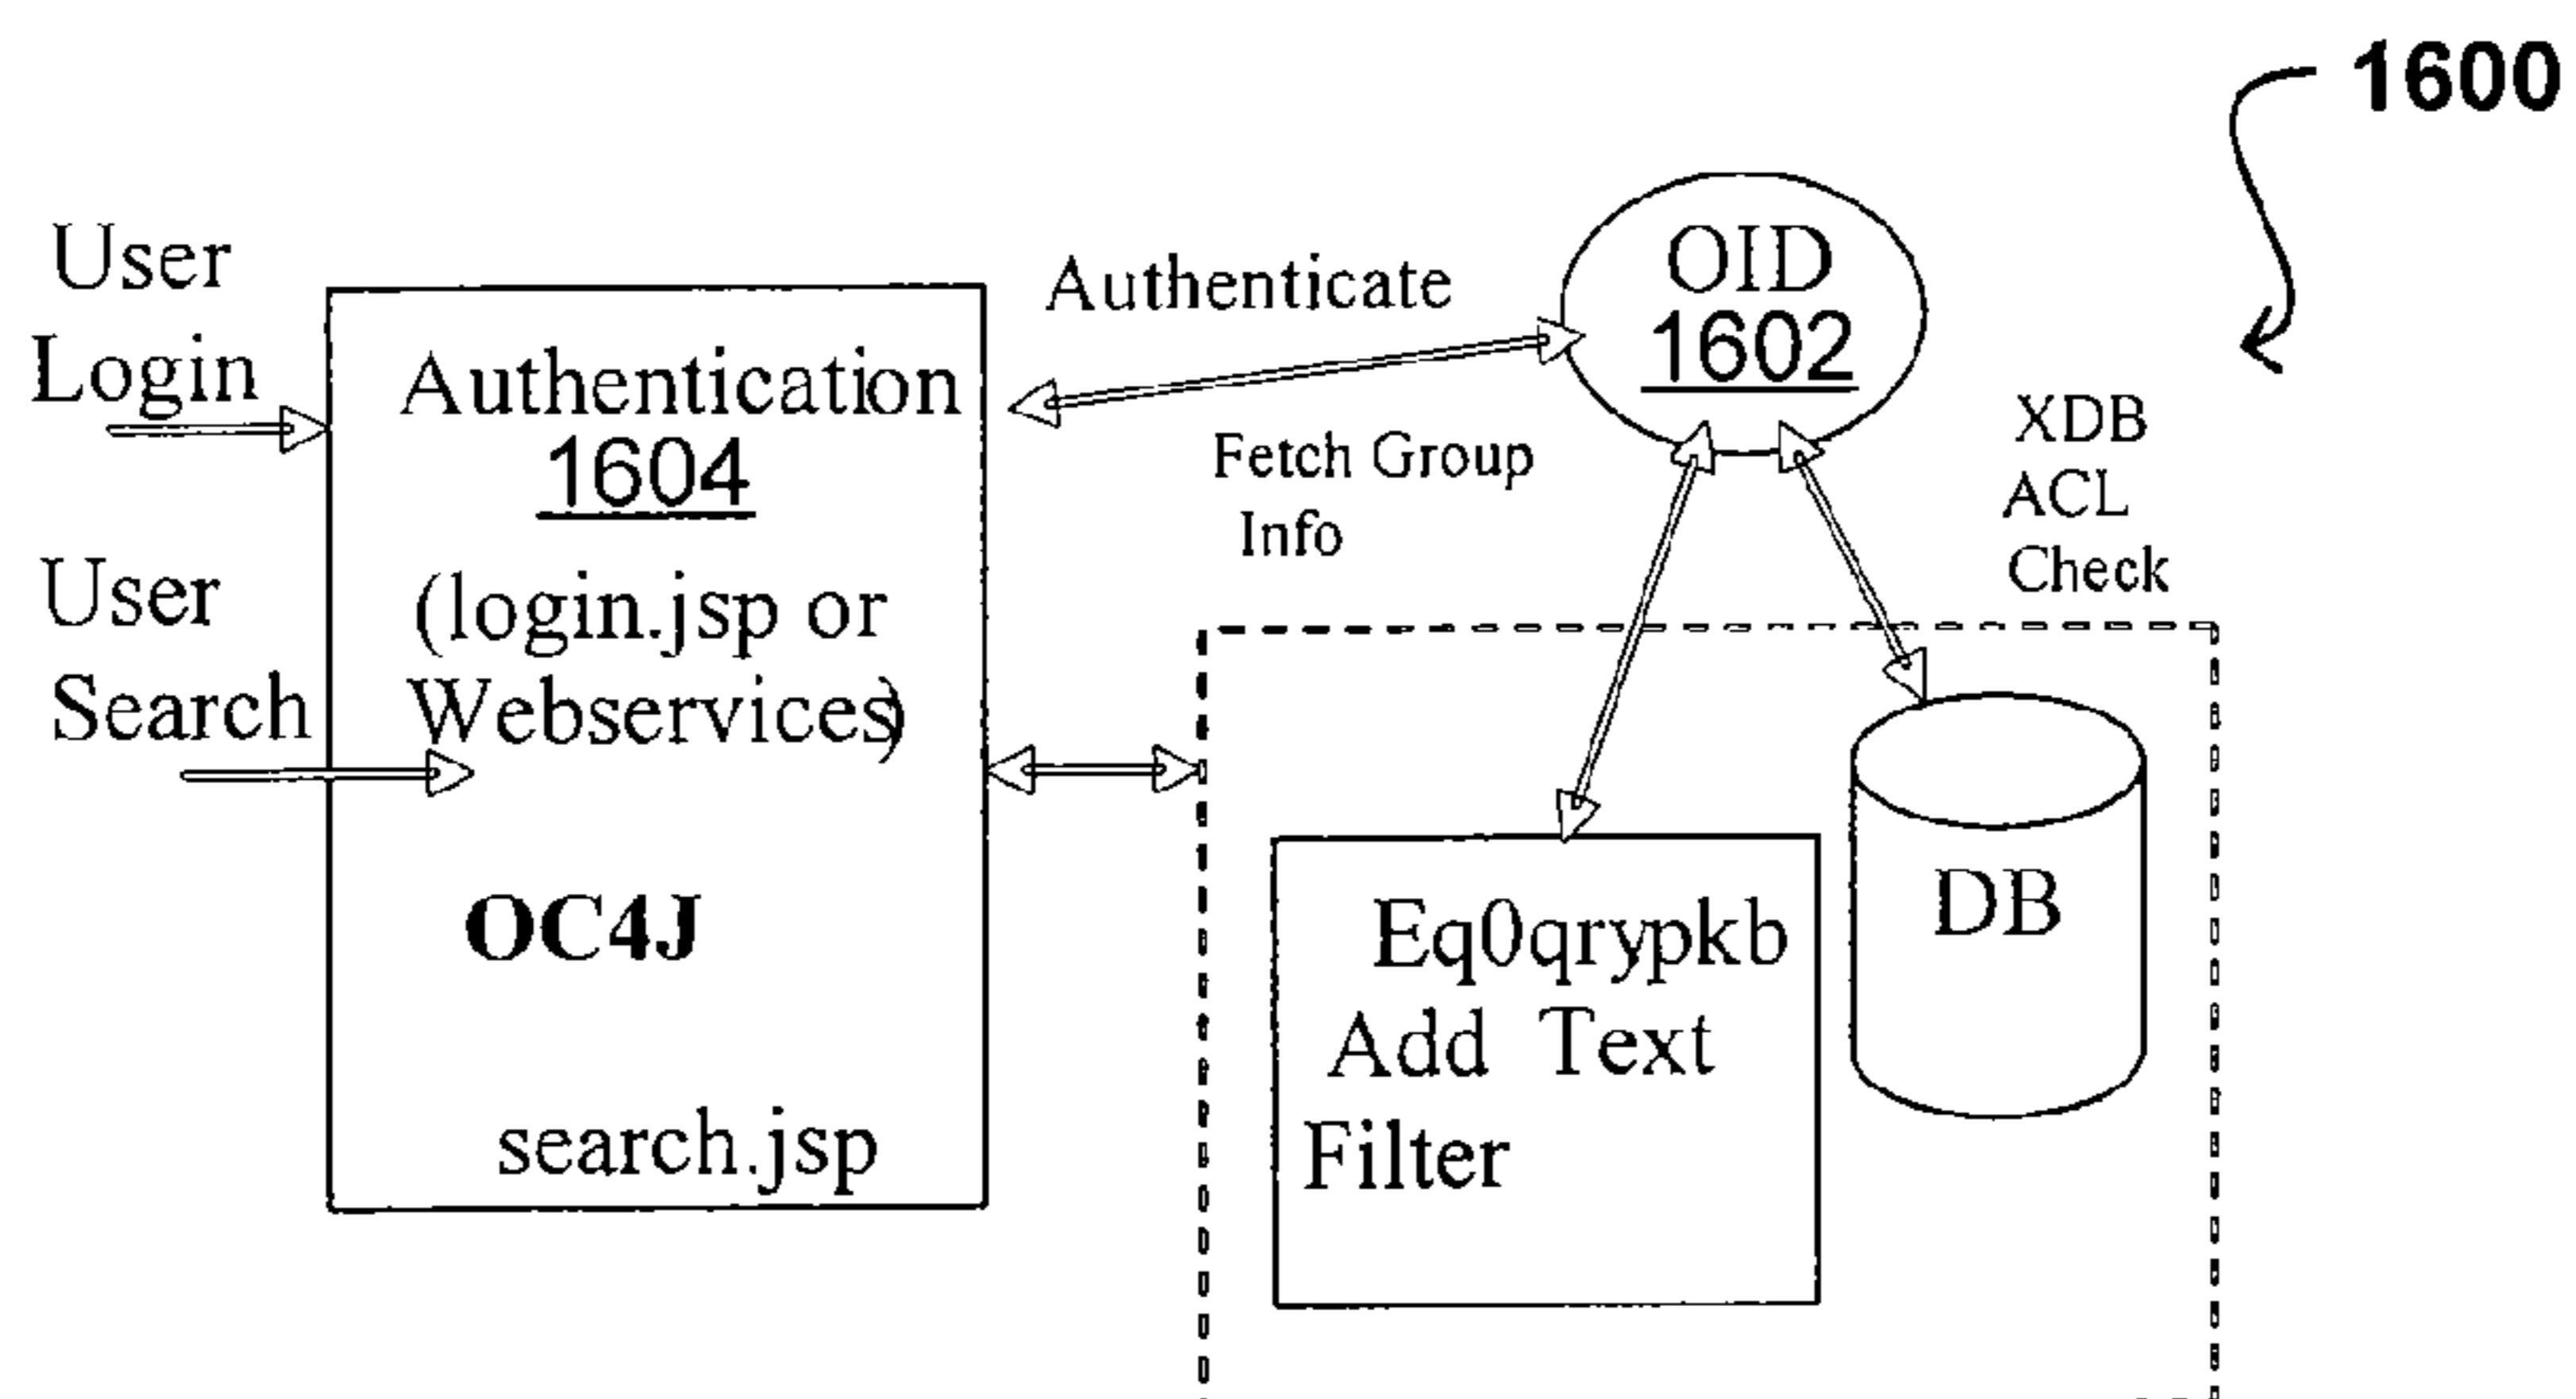 1600
User
Login
User
Search
Authentication
1604
(login.jsp or
Webservices)
OC4J
search.jsp
Authenticate
OID
1602
Fetch Group
Info
XDB
ACL
Check
Eq0qrypkb
Add Text
Filter
DB